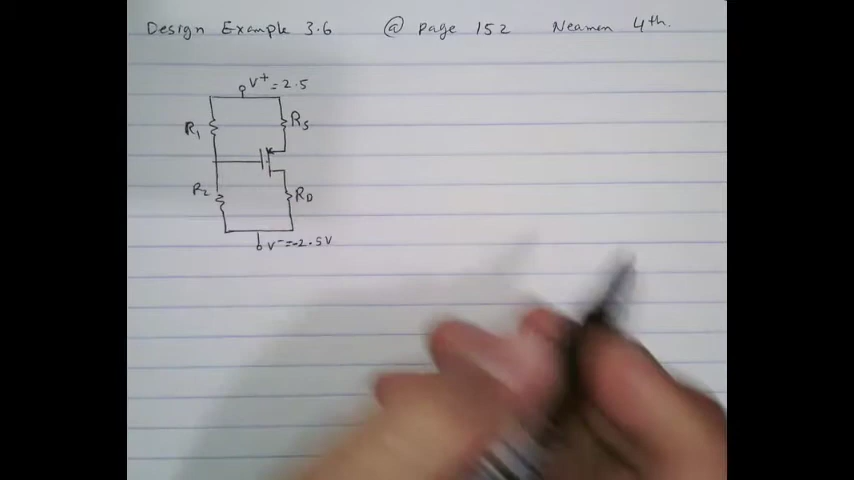 Design Example 3.6 @ page 152 Neamen 4th.
V+ = 2.5
R1 RS
R2 RD
V- = -2.5V